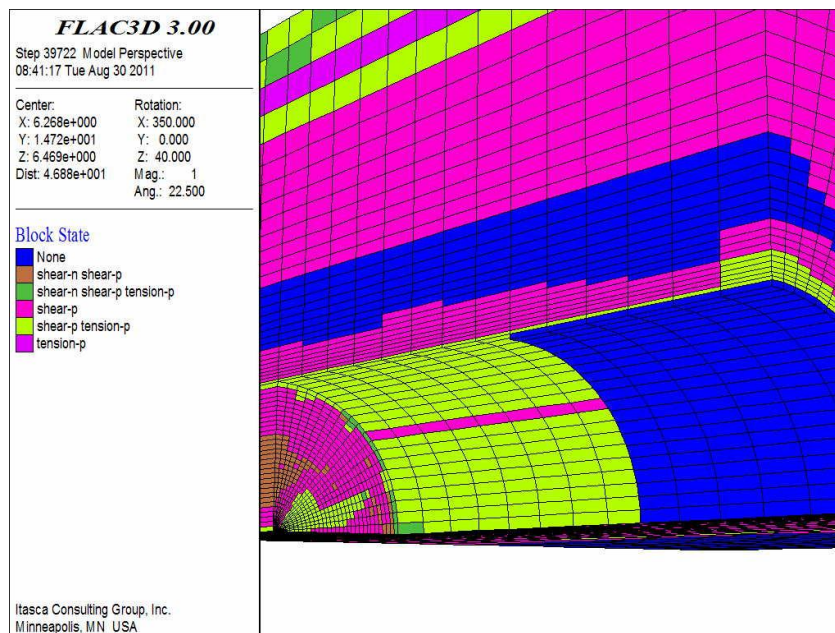 FLAC3D 3.00
Step 39722 Model Perspective
08:41:17 Tue Aug 30 2011
Center: Rotation:
X: 6.268e+000 X: 350.000
Y: 1.472e+001 Y: 0.000
Z: 6.469e+000 Z: 40.000
Dist: 4.688e+001 Mag.: 1
Ang.: 22.500
Block State
None
shear-n shear-p
shear-n shear-p tension-p
shear-p
shear-p tension-p
tension-p
Itasca Consulting Group, Inc.
Minneapolis, MN USA